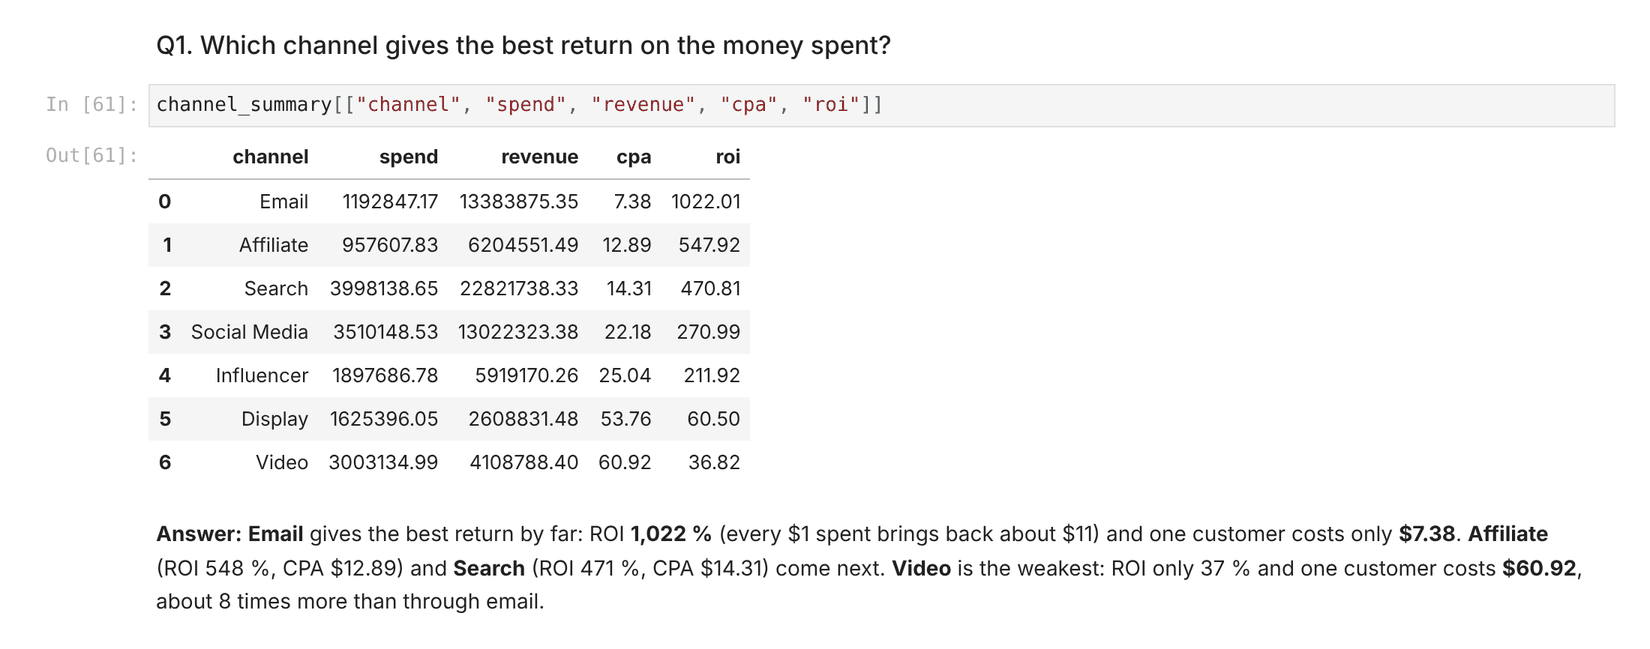 Q1. Which channel gives the best return on the money spent?
In [61]: channel_summary[["channel", "spend", "revenue", "cpa", "roi"]]
Out[61]: channel spend revenue cpa roi
0 Email 1192847.17 13383875.35 7.38 1022.01
1 Affiliate 957607.83 6204551.49 12.89 547.92
2 Search 3998138.65 22821738.33 14.31 470.81
3 Social Media 3510148.53 13022323.38 22.18 270.99
4 Influencer 1897686.78 5919170.26 25.04 211.92
5 Display 1625396.05 2608831.48 53.76 60.50
6 Video 3003134.99 4108788.40 60.92 36.82
Answer: Email gives the best return by far: ROI 1,022 % (every $1 spent brings back about $11) and one customer costs only $7.38. Affiliate
(ROI 548 %, CPA $12.89) and Search (ROI 471 %, CPA $14.31) come next. Video is the weakest: ROI only 37 % and one customer costs $60.92,
about 8 times more than through email.